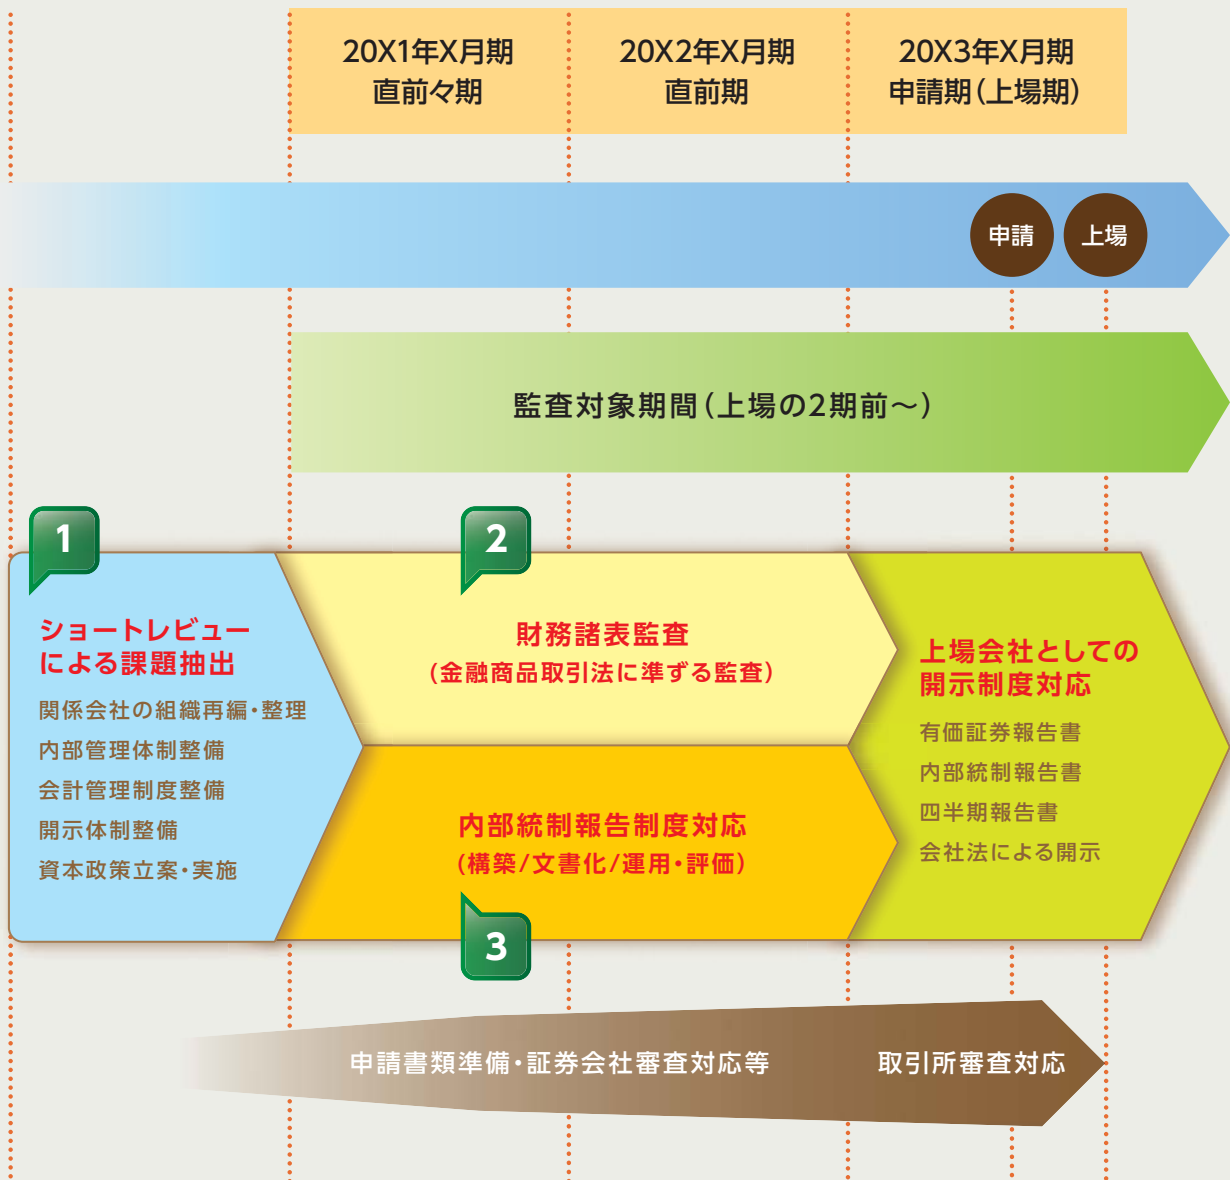 20X1年X月期
直前々期
20X2年X月期
直前期
20X3年X月期
申請期(上場期)
申請
上場
監査対象期間(上場の2期前〜)
1
ショートレビュー
による課題抽出
関係会社の組織再編・整理
内部管理体制整備
会計管理制度整備
開示体制整備
資本政策立案・実施
2
財務諸表監査
(金融商品取引法に準ずる監査)
内部統制報告制度対応
(構築/文書化/運用・評価)
3
上場会社としての
開示制度対応
有価証券報告書
内部統制報告書
四半期報告書
会社法による開示
申請書類準備・証券会社審査対応等
取引所審査対応